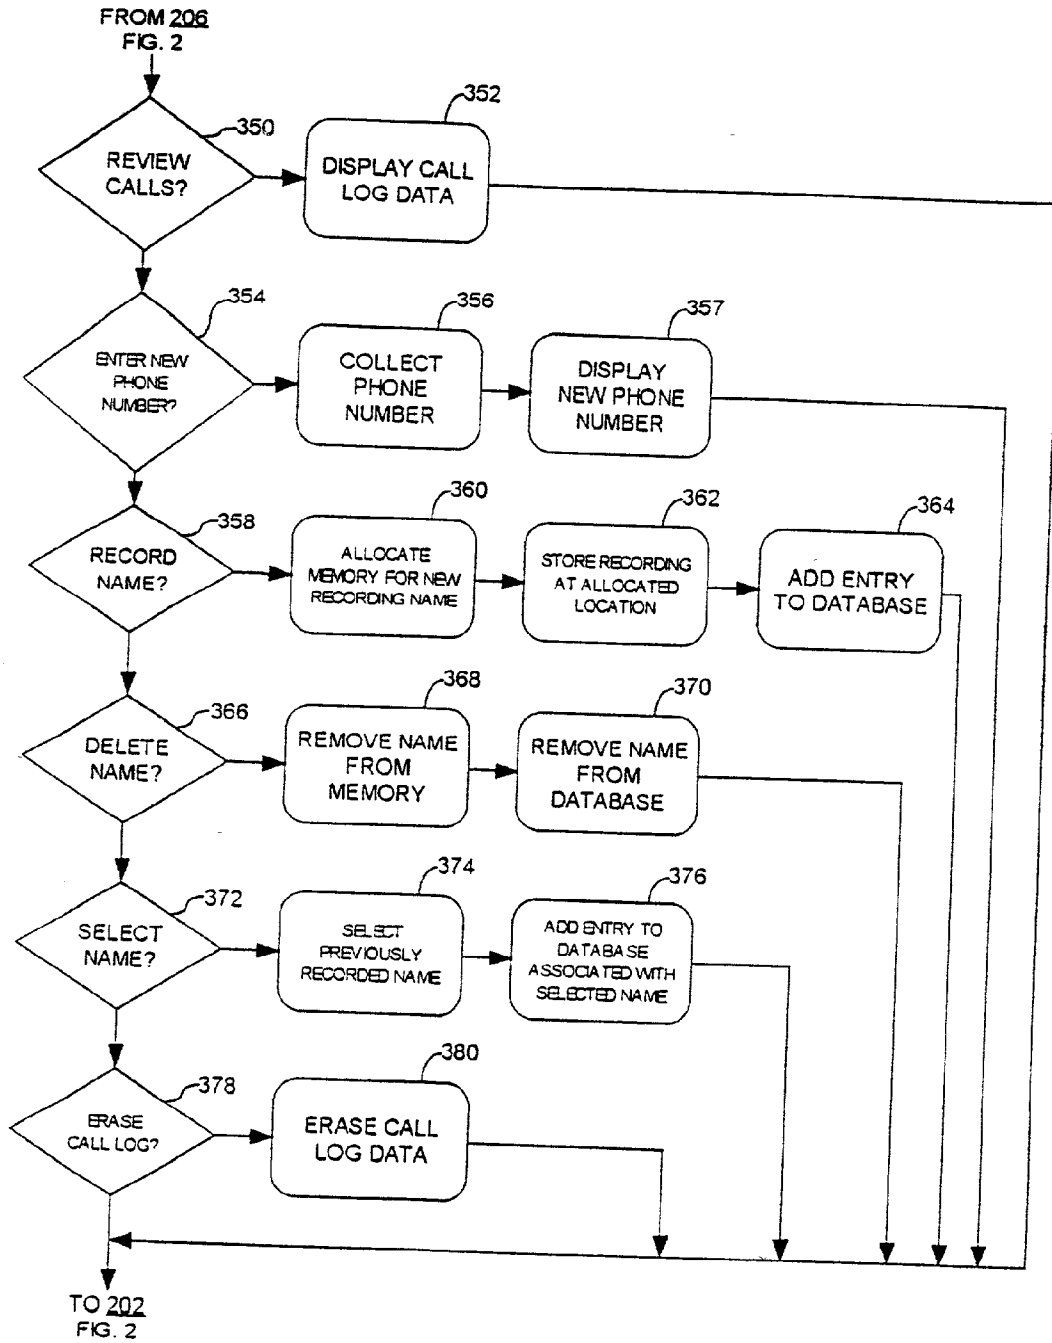 FROM 206
FIG. 2
350
REVIEW
CALLS?
352
DISPLAY CALL
LOG DATA
354
ENTER NEW
PHONE
NUMBER?
356
COLLECT
PHONE
NUMBER
357
DISPLAY
NEW PHONE
NUMBER
358
RECORD
NAME?
360
ALLOCATE
MEMORY FOR NEW
RECORDING NAME
362
STORE RECORDING
AT ALLOCATED
LOCATION
364
ADD ENTRY
TO DATABASE
366
DELETE
NAME?
368
REMOVE NAME
FROM
MEMORY
370
REMOVE NAME
FROM
DATABASE
372
SELECT
NAME?
374
SELECT
PREVIOUSLY
RECORDED NAME
376
ADD ENTRY TO
DATABASE
ASSOCIATED WITH
SELECTED NAME
378
ERASE
CALL LOG?
380
ERASE CALL
LOG DATA
TO 202
FIG. 2